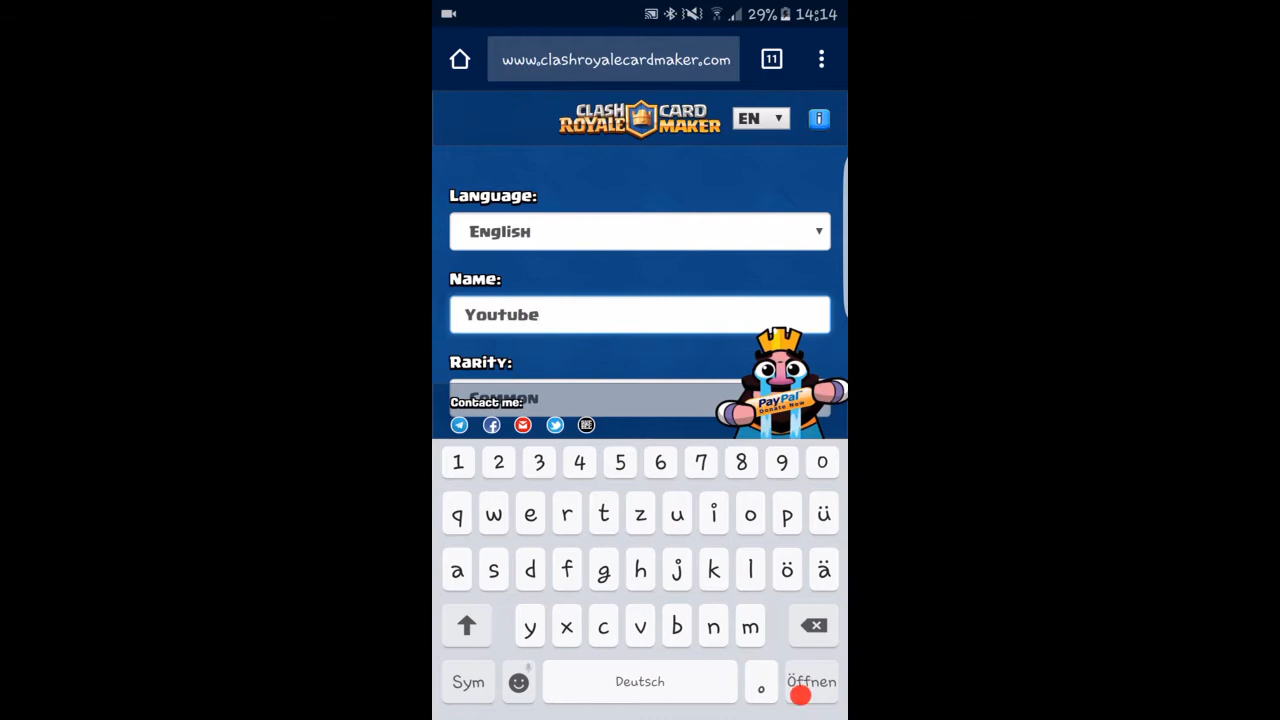 29% 14:14
www.clashroyalecardmaker.com 11
CLASH ROYALE CARD MAKER EN i
Language:
English
Name:
Youtube
Rarity:
Common
Contact me:
PayPal
Donate Now
1 2 3 4 5 6 7 8 9 0
q w e r t z u i o p ü
a s d f g h j k l ö ä
y x c v b n m
Sym Deutsch . Öffnen